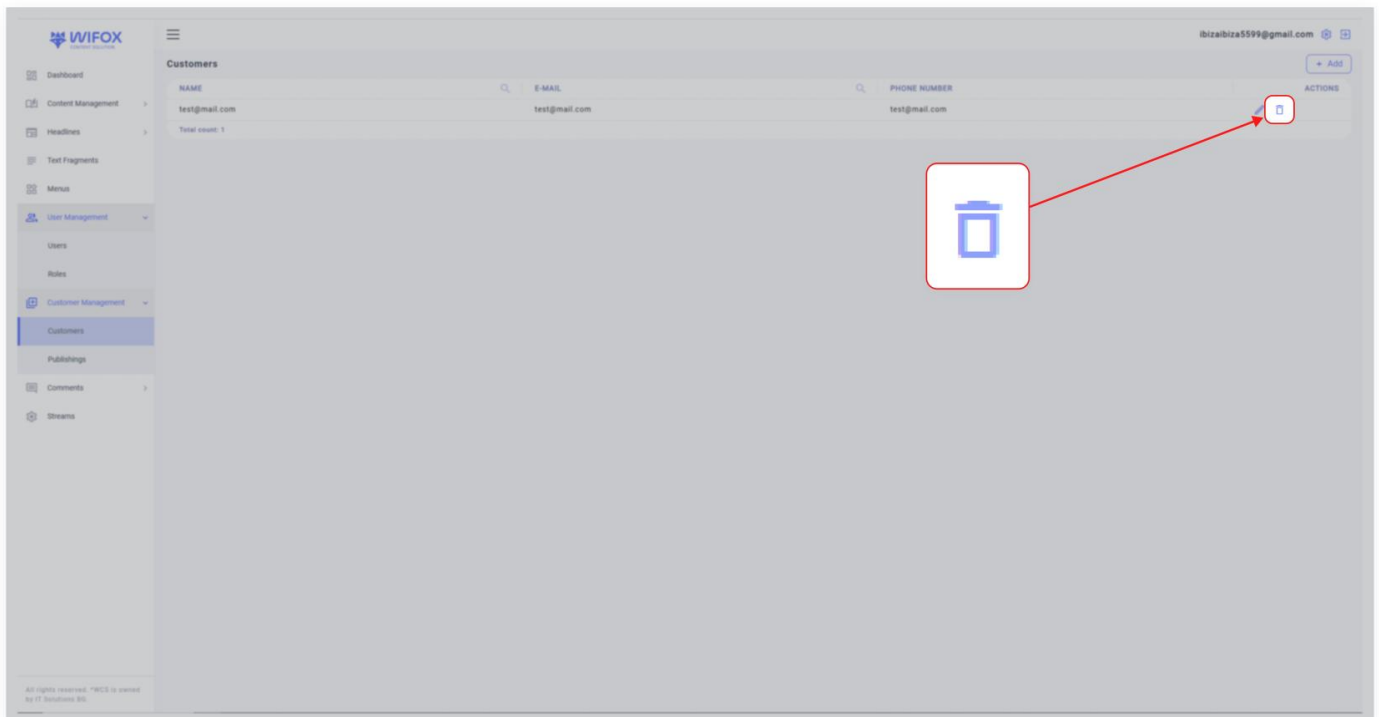 WIFOX
CONTENT SOLUTION
ibizaibiza5599@gmail.com
Dashboard
Content Management
Headlines
Text Fragments
Menus
User Management
Users
Roles
Customer Management
Customers
Publishings
Comments
Streams
All rights reserved. *WCS is owned
by IT Solutions BG.
Customers
+ Add
NAME E-MAIL PHONE NUMBER ACTIONS
test@mail.com test@mail.com test@mail.com
Total count: 1